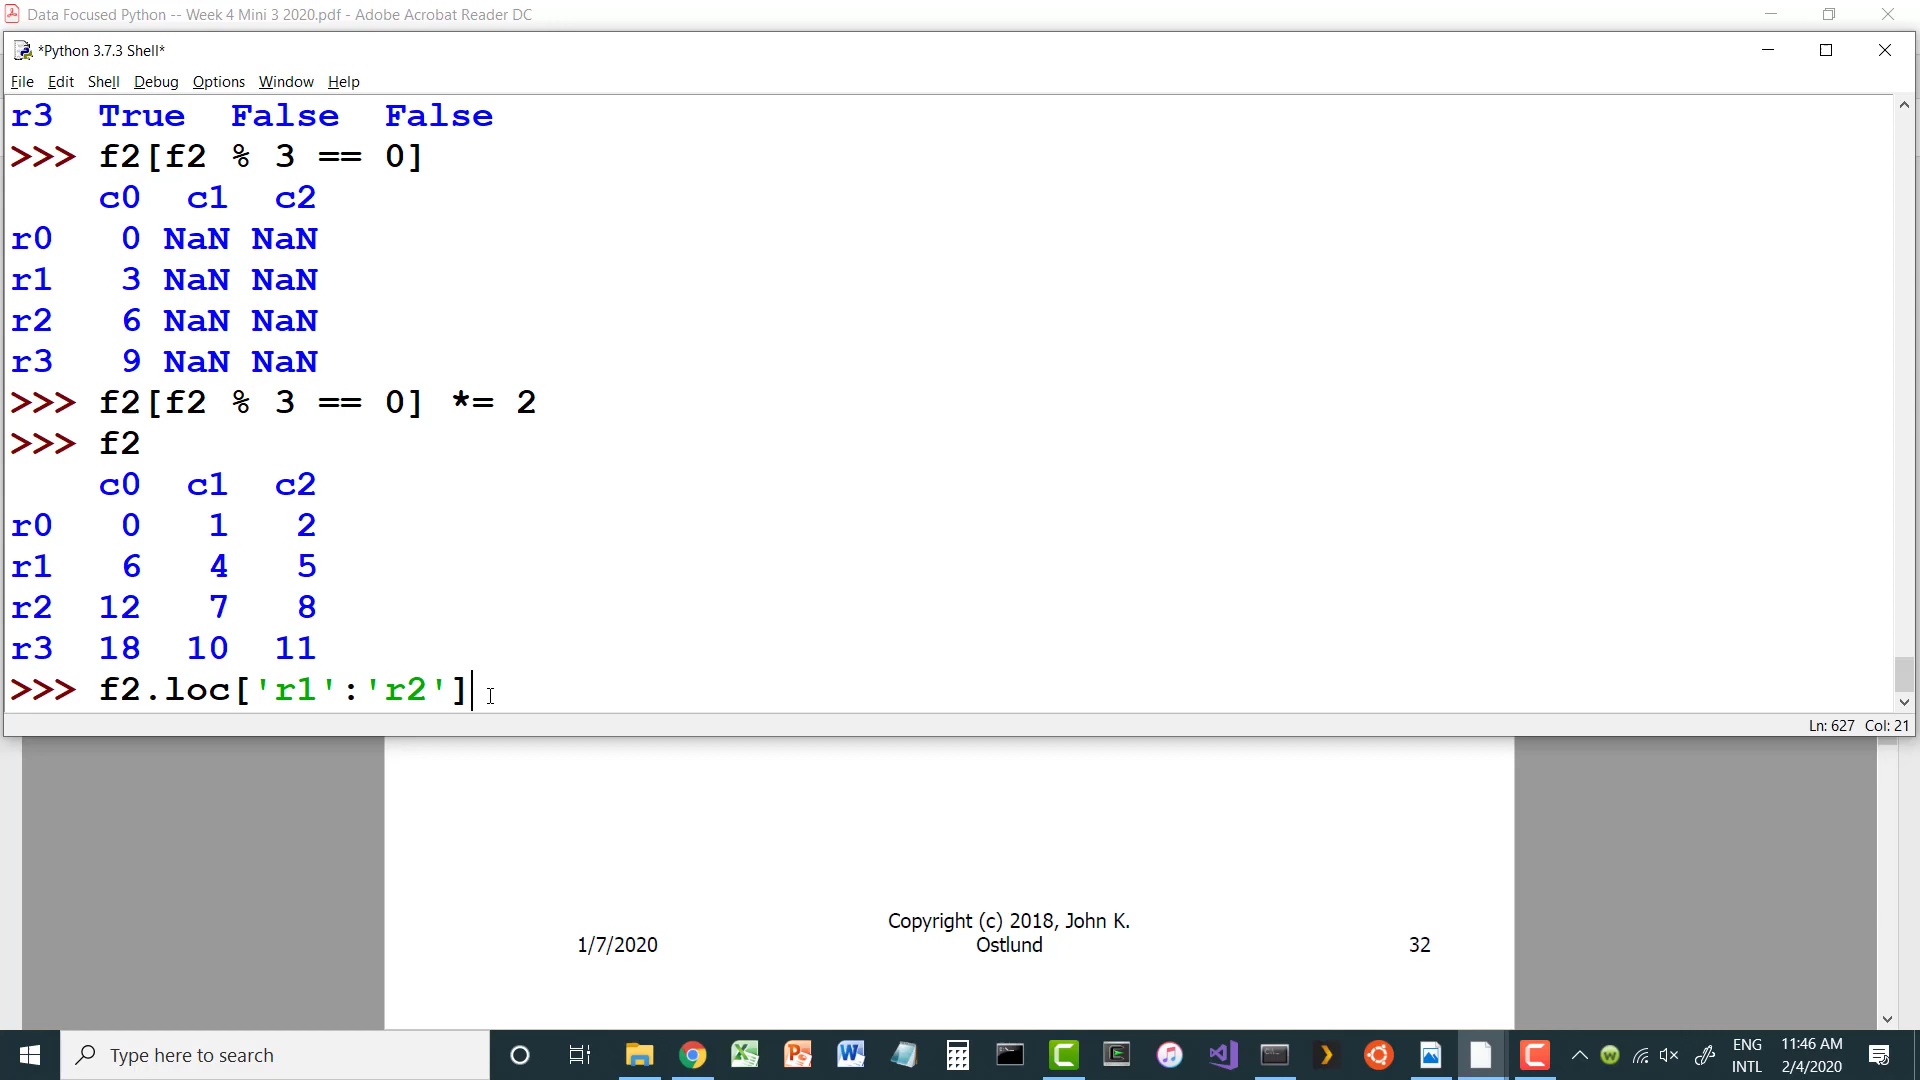 Data Focused Python -- Week 4 Mini 3 2020.pdf - Adobe Acrobat Reader DC
*Python 3.7.3 Shell*
File Edit Shell Debug Options Window Help
r3 True False False
>>> f2[f2 % 3 == 0]
c0 c1 c2
r0 0 NaN NaN
r1 3 NaN NaN
r2 6 NaN NaN
r3 9 NaN NaN
>>> f2[f2 % 3 == 0] *= 2
>>> f2
c0 c1 c2
r0 0 1 2
r1 6 4 5
r2 12 7 8
r3 18 10 11
>>> f2.loc['r1':'r2']
Ln: 627 Col: 21
Copyright (c) 2018, John K.
1/7/2020 Ostlund 32
Type here to search
ENG 11:46 AM
INTL 2/4/2020